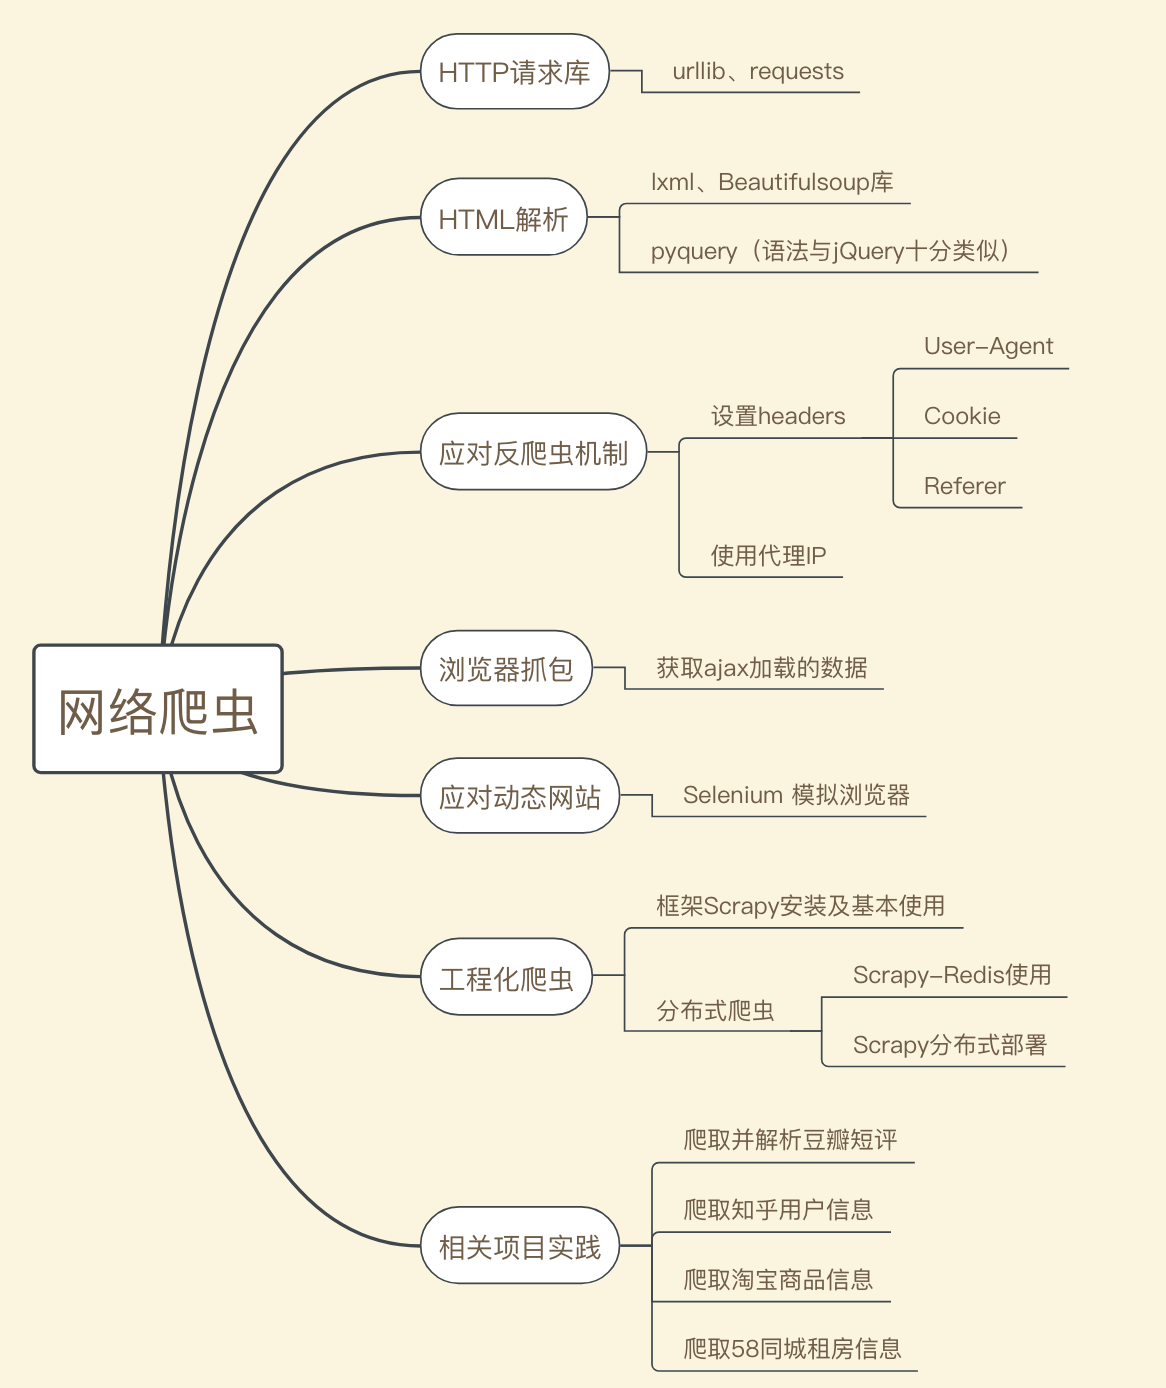 HTTP请求库
urllib、requests
HTML解析
lxml、Beautifulsoup库
pyquery（语法与jQuery十分类似）
应对反爬虫机制
设置headers
User-Agent
Cookie
Referer
使用代理IP
网络爬虫
浏览器抓包
获取ajax加载的数据
应对动态网站
Selenium 模拟浏览器
工程化爬虫
框架Scrapy安装及基本使用
分布式爬虫
Scrapy-Redis使用
Scrapy分布式部署
相关项目实践
爬取并解析豆瓣短评
爬取知乎用户信息
爬取淘宝商品信息
爬取58同城租房信息